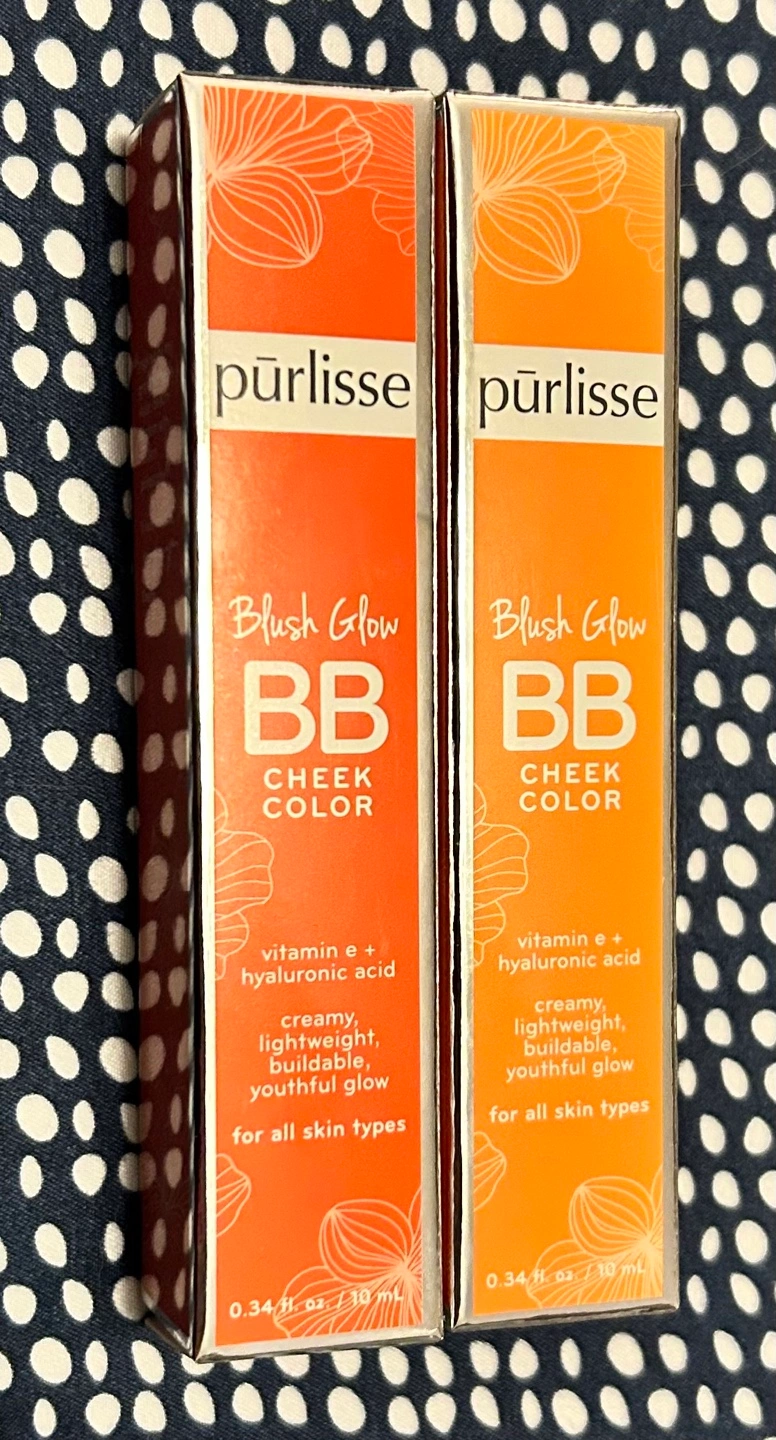 pūrlisse
Blush Glow
BB
CHEEK
COLOR
vitamin e +
hyaluronic acid
creamy,
lightweight,
buildable,
youthful glow
for all skin types
0.34 fl. oz. / 10 mL
pūrlisse
Blush Glow
BB
CHEEK
COLOR
vitamin e +
hyaluronic acid
creamy,
lightweight,
buildable,
youthful glow
for all skin types
0.34 fl. oz. / 10 mL